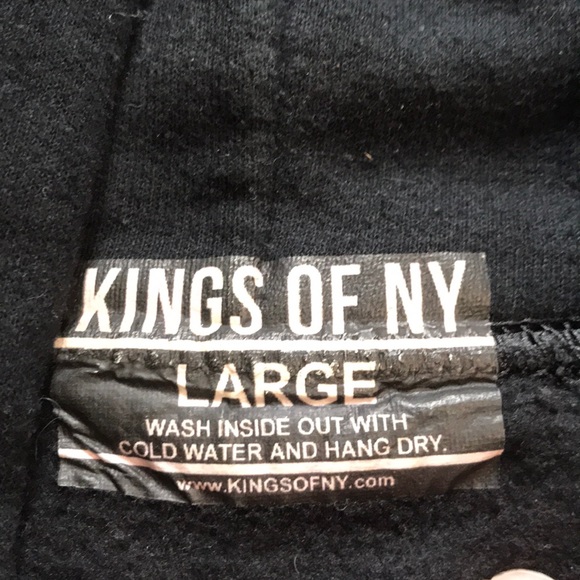 KINGS OF NY
LARGE
WASH INSIDE OUT WITH
COLD WATER AND HANG DRY.
www.KINGSOFNY.com